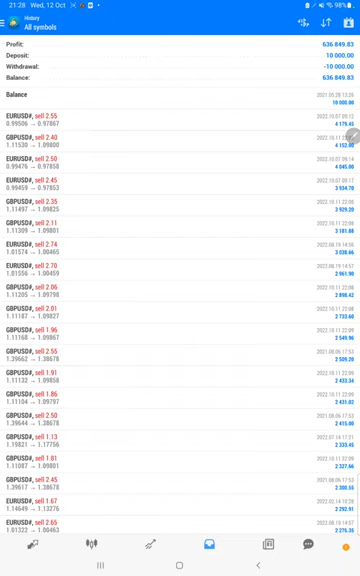 21:28 Wed, 12 Oct 98%
History
All symbols
Profit: 636 849.83
Deposit: 10 000.00
Withdrawal: -10 000.00
Balance: 636 849.83
Balance 2021.05.28 13:26
10 000.00
EURUSD#, sell 2.55 2022.10.07 09:12
0.99506 → 0.97867 4 179.45
GBPUSD#, sell 2.40
1.11530 → 1.09800 4 152.00
EURUSD#, sell 2.50 2022.10.07 09:14
0.99476 → 0.97858 4 045.00
EURUSD#, sell 2.45 2022.10.07 09:17
0.99459 → 0.97853 3 934.70
GBPUSD#, sell 2.35 2022.10.11 22:08
1.11497 → 1.09825 3 929.20
GBPUSD#, sell 2.11 2022.10.11 22:08
1.11309 → 1.09801 3 181.88
EURUSD#, sell 2.74 2022.08.19 14:56
1.01574 → 1.00465 3 038.66
EURUSD#, sell 2.70 2022.08.19 14:57
1.01556 → 1.00459 2 961.90
GBPUSD#, sell 2.06 2022.10.11 22:08
1.11205 → 1.09798 2 898.42
GBPUSD#, sell 2.01 2022.10.11 22:08
1.11187 → 1.09827 2 733.60
GBPUSD#, sell 1.96 2022.10.11 22:09
1.11168 → 1.09867 2 549.96
GBPUSD#, sell 2.55 2021.08.06 17:53
1.39662 → 1.38678 2 509.20
GBPUSD#, sell 1.91 2022.10.11 22:09
1.11132 → 1.09858 2 433.34
GBPUSD#, sell 1.86 2022.10.11 22:09
1.11104 → 1.09797 2 431.02
GBPUSD#, sell 2.50 2021.08.06 17:53
1.39644 → 1.38678 2 415.00
GBPUSD#, sell 1.13 2022.07.14 17:21
1.19821 → 1.17756 2 333.45
GBPUSD#, sell 1.81 2022.10.11 22:09
1.11087 → 1.09801 2 327.66
GBPUSD#, sell 2.45 2021.08.06 17:53
1.39617 → 1.38678 2 300.55
EURUSD#, sell 1.67 2022.02.14 10:26
1.14649 → 1.13276 2 292.91
EURUSD#, sell 2.65 2022.08.19 14:57
1.01322 → 1.00463 2 276.35